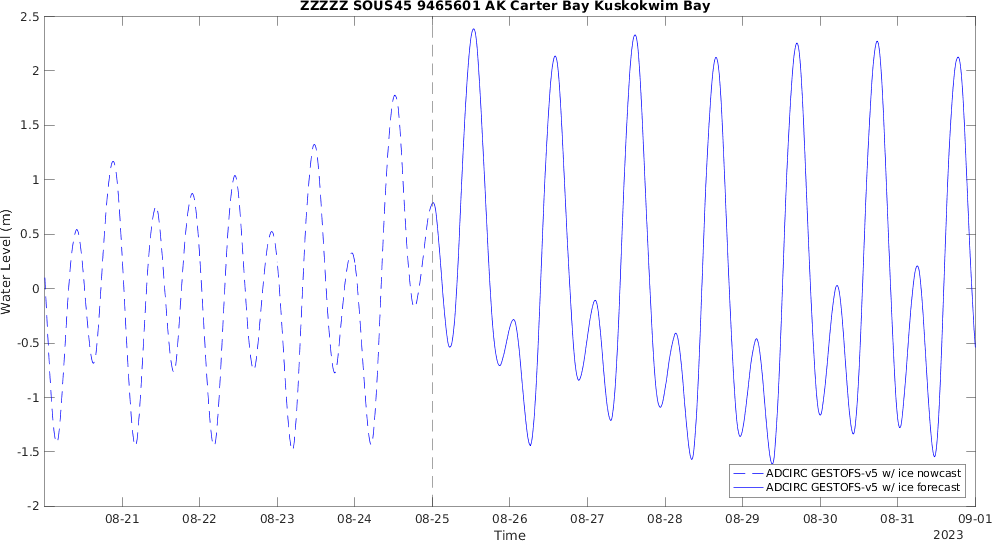 ZZZZZ SOUS45 9465601 AK Carter Bay Kuskokwim Bay
2.5
2
1.5
1
0.5
0
-0.5
-1
-1.5
-2
Water Level (m)
ADCIRC GESTOFS-v5 w/ ice nowcast
ADCIRC GESTOFS-v5 w/ ice forecast
08-21 08-22 08-23 08-24 08-25 08-26 08-27 08-28 08-29 08-30 08-31 09-01
Time
2023